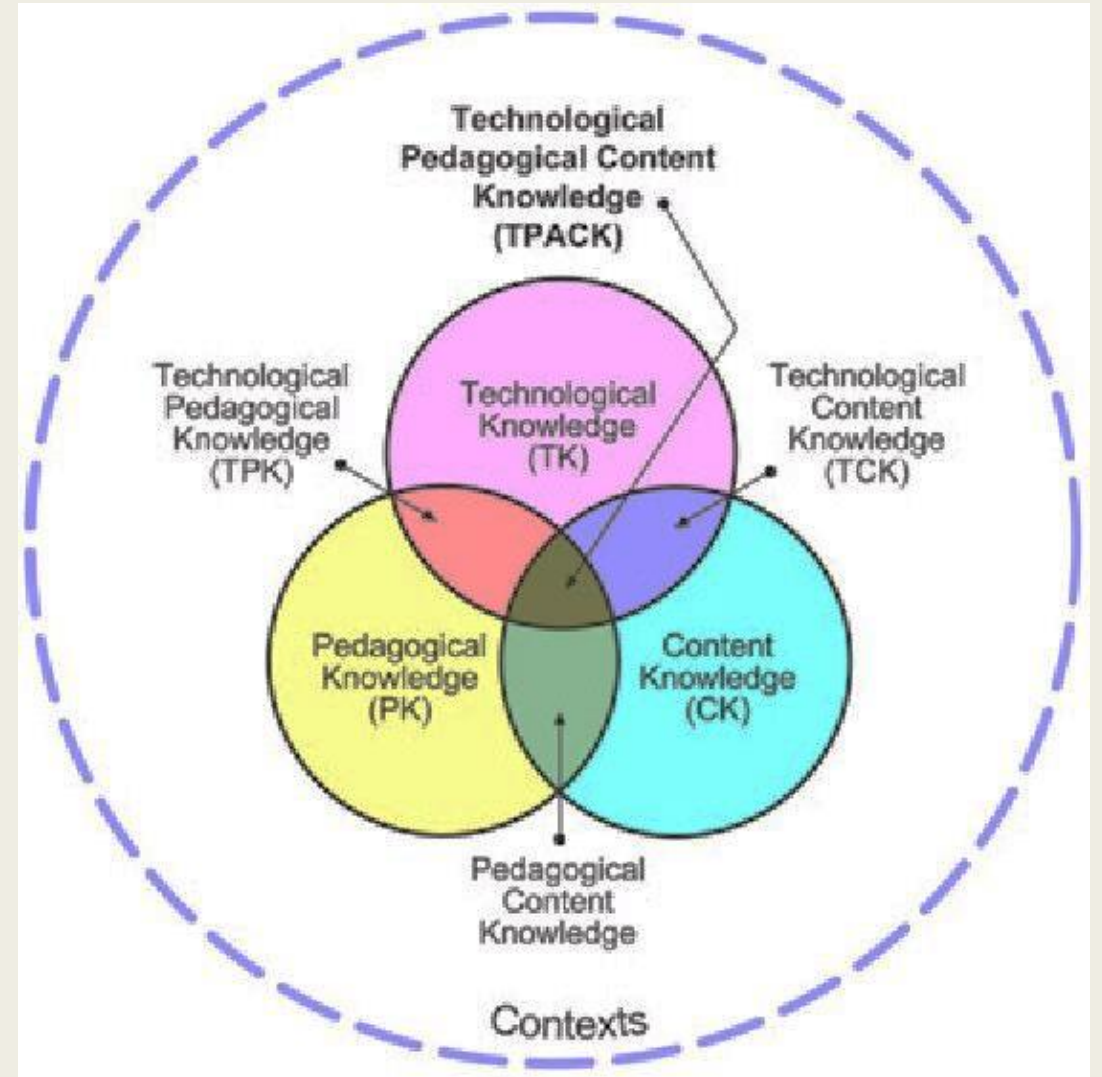 Technological
Pedagogical Content
Knowledge
(TPACK)
Technological
Pedagogical
Knowledge
(TPK)
Technological
Knowledge
(TK)
Technological
Content
Knowledge
(TCK)
Pedagogical
Knowledge
(PK)
Content
Knowledge
(CK)
Pedagogical
Content
Knowledge
Contexts